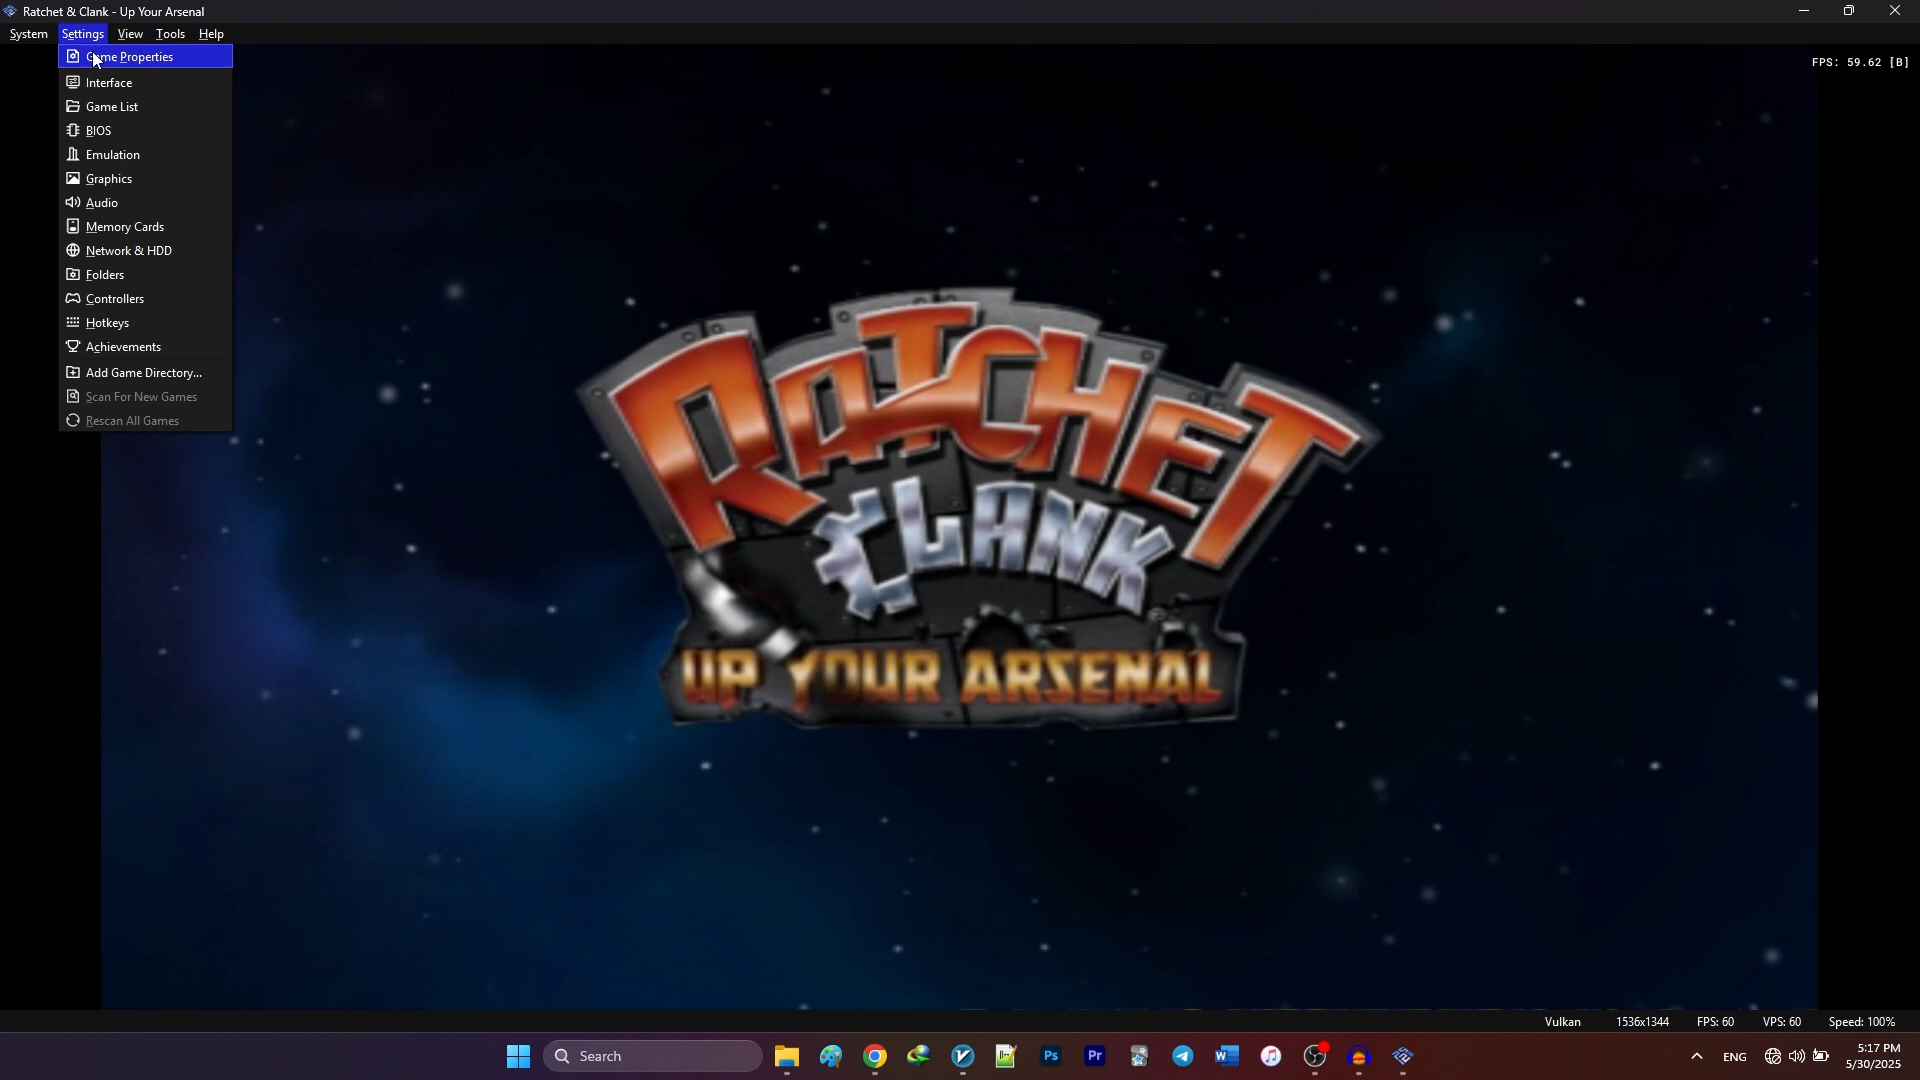 Ratchet & Clank - Up Your Arsenal
System Settings View Tools Help
Game Properties
Interface
Game List
BIOS
Emulation
Graphics
Audio
Memory Cards
Network & HDD
Folders
Controllers
Hotkeys
Achievements
Add Game Directory...
Scan For New Games
Rescan All Games
FPS: 59.62 [B]
RATCHET
CLANK
UP YOUR ARSENAL
Vulkan 1536x1344 FPS: 60 VPS: 60 Speed: 100%
Search
Ps
Pr
W
ENG
5:17 PM
5/30/2025